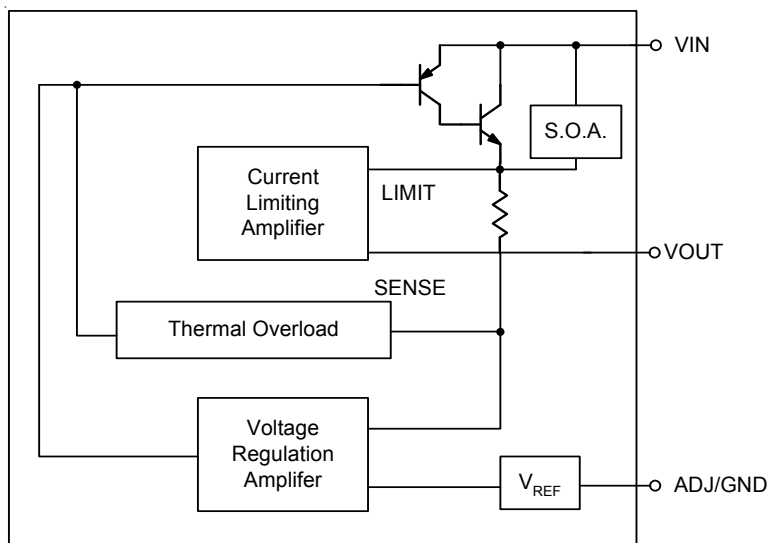 VIN
S.O.A.
Current
Limiting
Amplifier
LIMIT
VOUT
SENSE
Thermal Overload
Voltage
Regulation
Amplifer
VREF
ADJ/GND